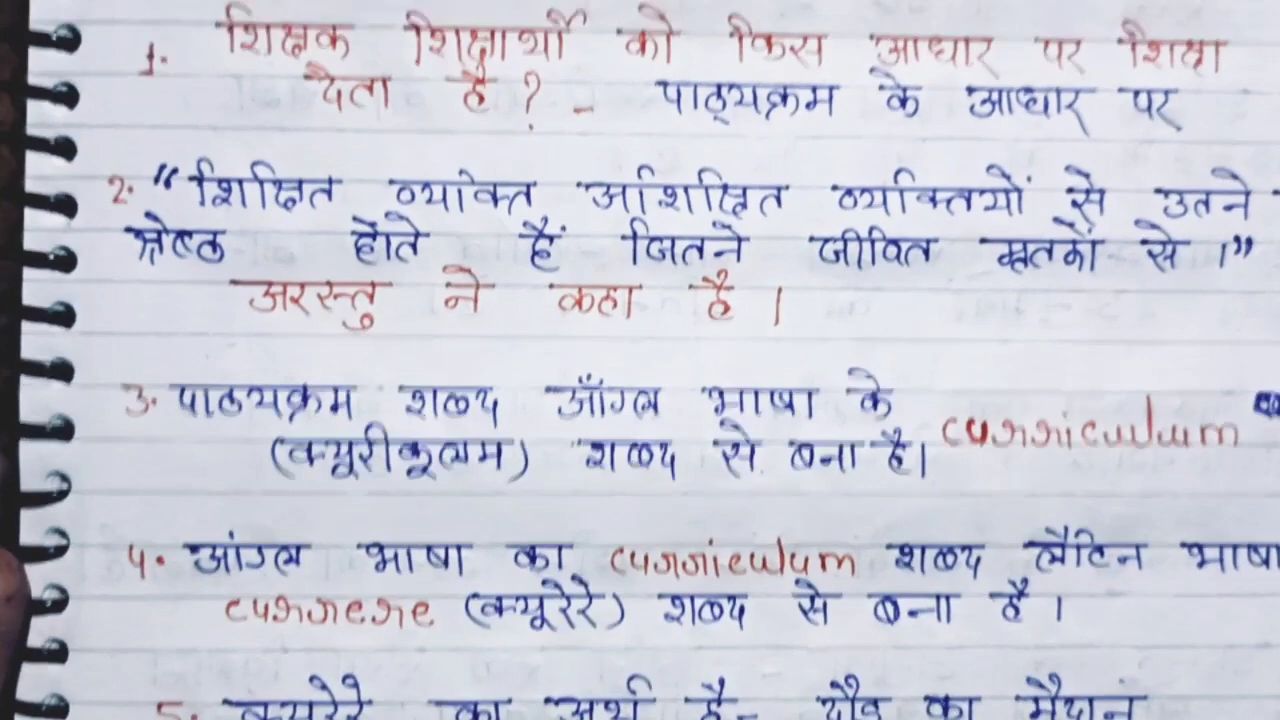 1. शिक्षक शिक्षार्थी को किस आधार पर शिक्षा
देता है? - पाठ्यक्रम के आधार पर
2. "शिक्षित व्यक्ति अशिक्षित व्यक्तियों से उतने
श्रेष्ठ होते हैं जितने जीवित मृतकों से।"
अरस्तु ने कहा है।
3. पाठ्यक्रम शब्द आँग्ल भाषा के curriculum
(क्यूरीकूलम) शब्द से बना है।
4. आंग्ल भाषा का curriculum शब्द लैटिन भाषा
currere (क्यूरेरे) शब्द से बना है।
5. क्यूरेरे का अर्थ है- दौड़ का मैदान